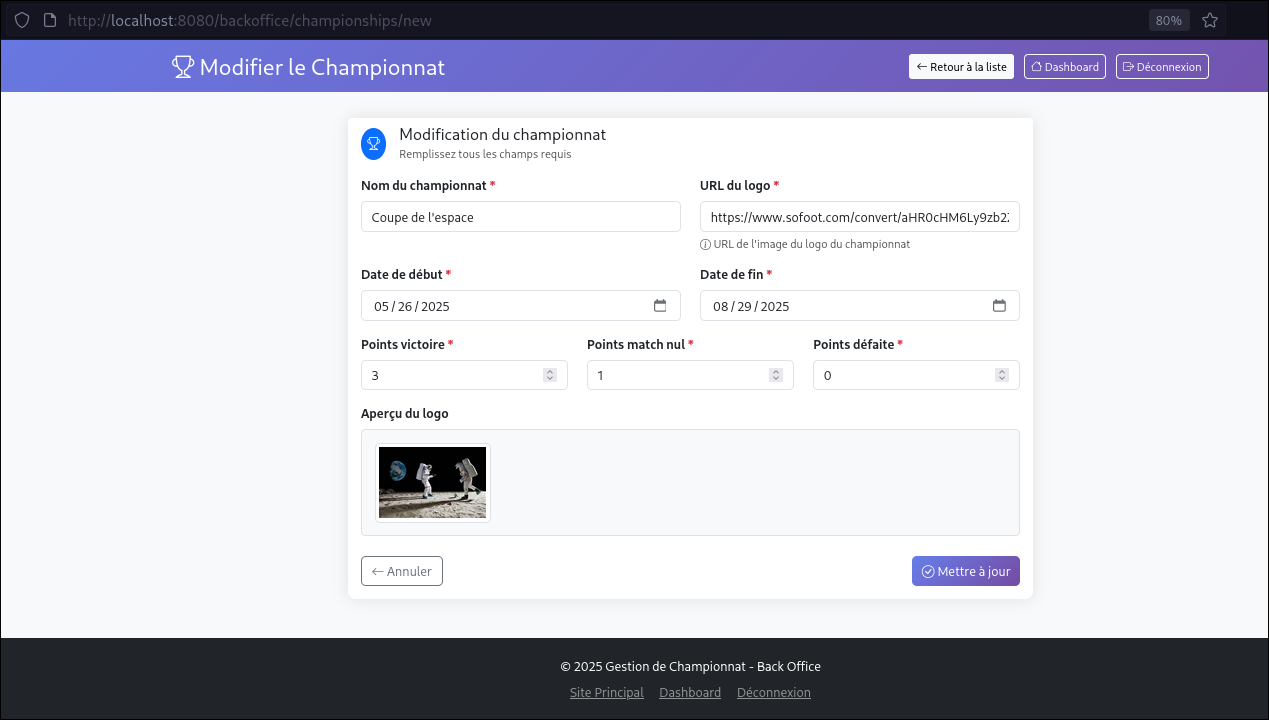 http://localhost:8080/backoffice/championships/new
80%
Modifier le Championnat
Retour à la liste
Dashboard
Déconnexion
Modification du championnat
Remplissez tous les champs requis
Nom du championnat *
URL du logo *
Coupe de l'espace
https://www.sofoot.com/convert/aHR0cHM6Ly9zb2
URL de l'image du logo du championnat
Date de début *
Date de fin *
05 / 26 / 2025
08 / 29 / 2025
Points victoire *
Points match nul *
Points défaite *
3
1
0
Aperçu du logo
Annuler
Mettre à jour
© 2025 Gestion de Championnat - Back Office
Site Principal
Dashboard
Déconnexion